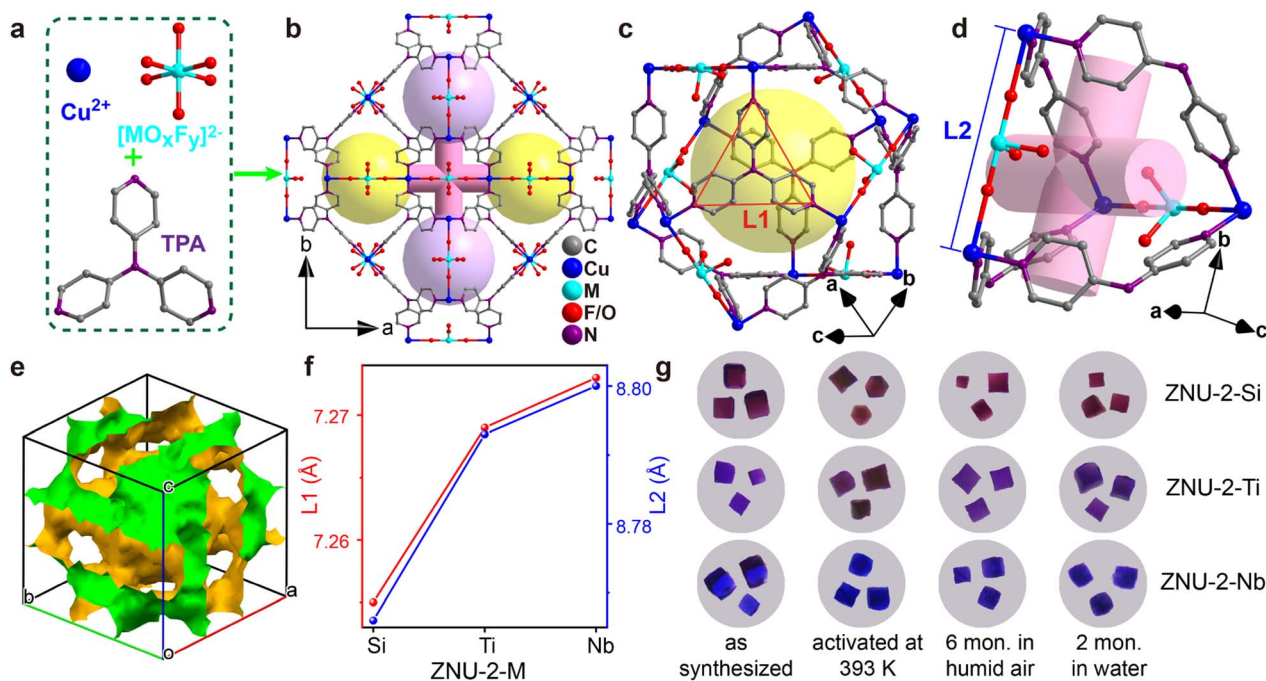 a
Cu2+
[MOxFy]2-
+
TPA
b
b
a
C
Cu
M
F/O
N
c
L1
a
b
c
d
L2
b
a
c
e
c
b
a
o
f
7.27
7.26
L1 (Å)
8.80
8.78
L2 (Å)
Si
Ti
Nb
ZNU-2-M
g
ZNU-2-Si
ZNU-2-Ti
ZNU-2-Nb
as
synthesized
activated at
393 K
6 mon. in
humid air
2 mon.
in water